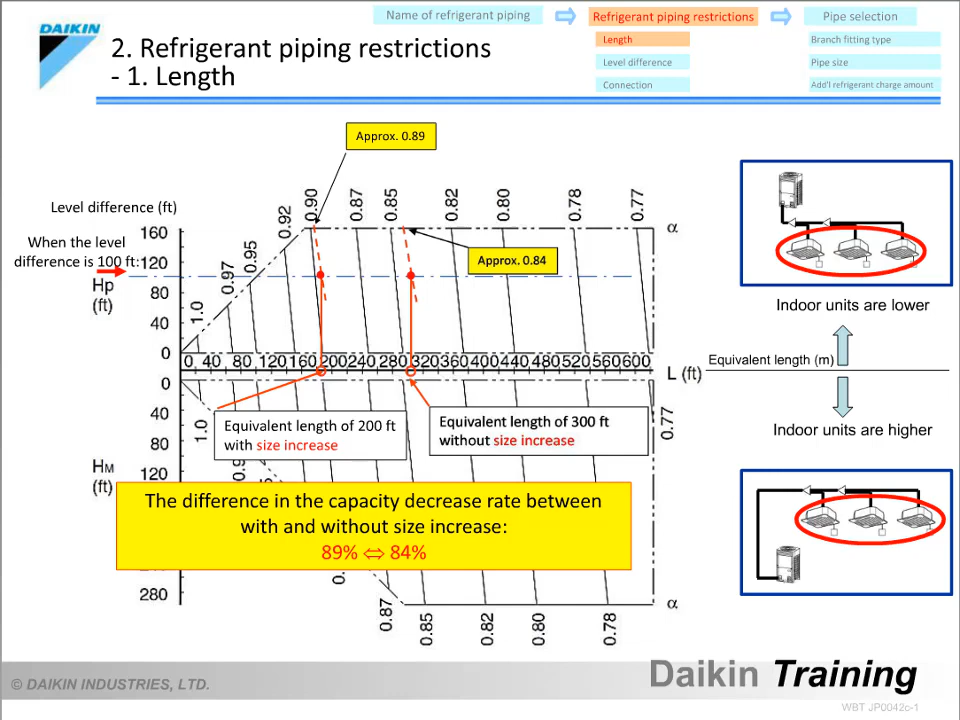 DAIKIN
2. Refrigerant piping restrictions
- 1. Length
Name of refrigerant piping
Refrigerant piping restrictions
Pipe selection
Length
Level difference
Connection
Branch fitting type
Pipe size
Add'l refrigerant charge amount
Approx. 0.89
Level difference (ft)
When the level
difference is 100 ft:
0.92
0.90
0.87
0.85
0.82
0.80
0.78
0.77
α
0.95
0.97
1.0
Approx. 0.84
160
120
Hp
(ft)
80
40
0
0 40 80 120 160 200 240 280 320 360 400 440 480 520 560 600
L (ft)
0
40
80
120
HM
(ft)
280
1.0
0.77
Equivalent length of 200 ft
with size increase
Equivalent length of 300 ft
without size increase
The difference in the capacity decrease rate between
with and without size increase:
89% ⇔ 84%
0.87
0.85
0.82
0.80
0.78
α
Indoor units are lower
Equivalent length (m)
Indoor units are higher
© DAIKIN INDUSTRIES, LTD.
Daikin Training
WBT JP0042c-1